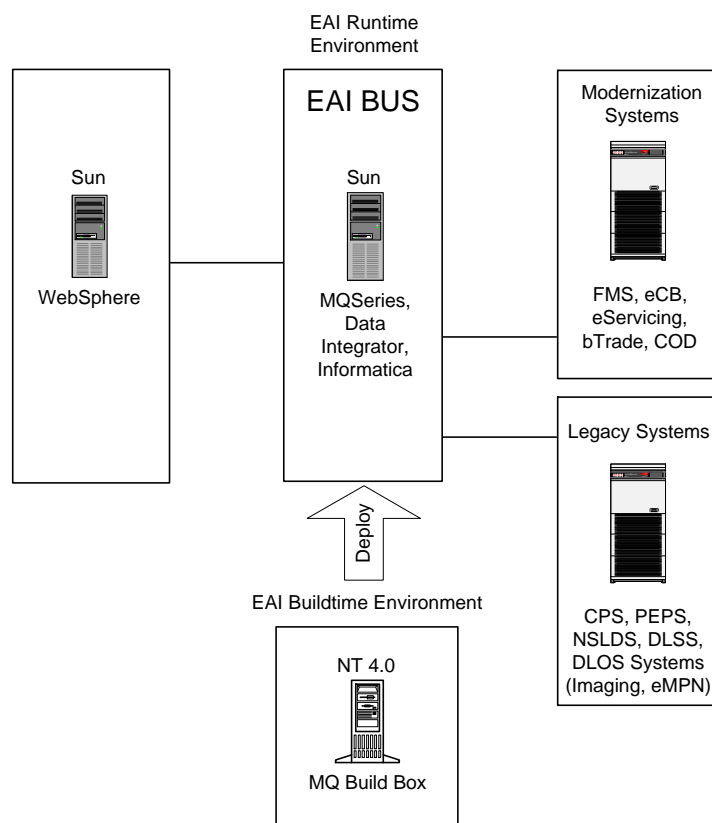 EAI Runtime
Environment
Sun
WebSphere
EAI BUS
Sun
MQSeries,
Data
Integrator,
Informatica
Modernization
Systems
FMS, eCB,
eServicing,
bTrade, COD
Legacy Systems
CPS, PEPS,
NSLDS, DLSS,
DLOS Systems
(Imaging, eMPN)
Deploy
EAI Buildtime Environment
NT 4.0
MQ Build Box